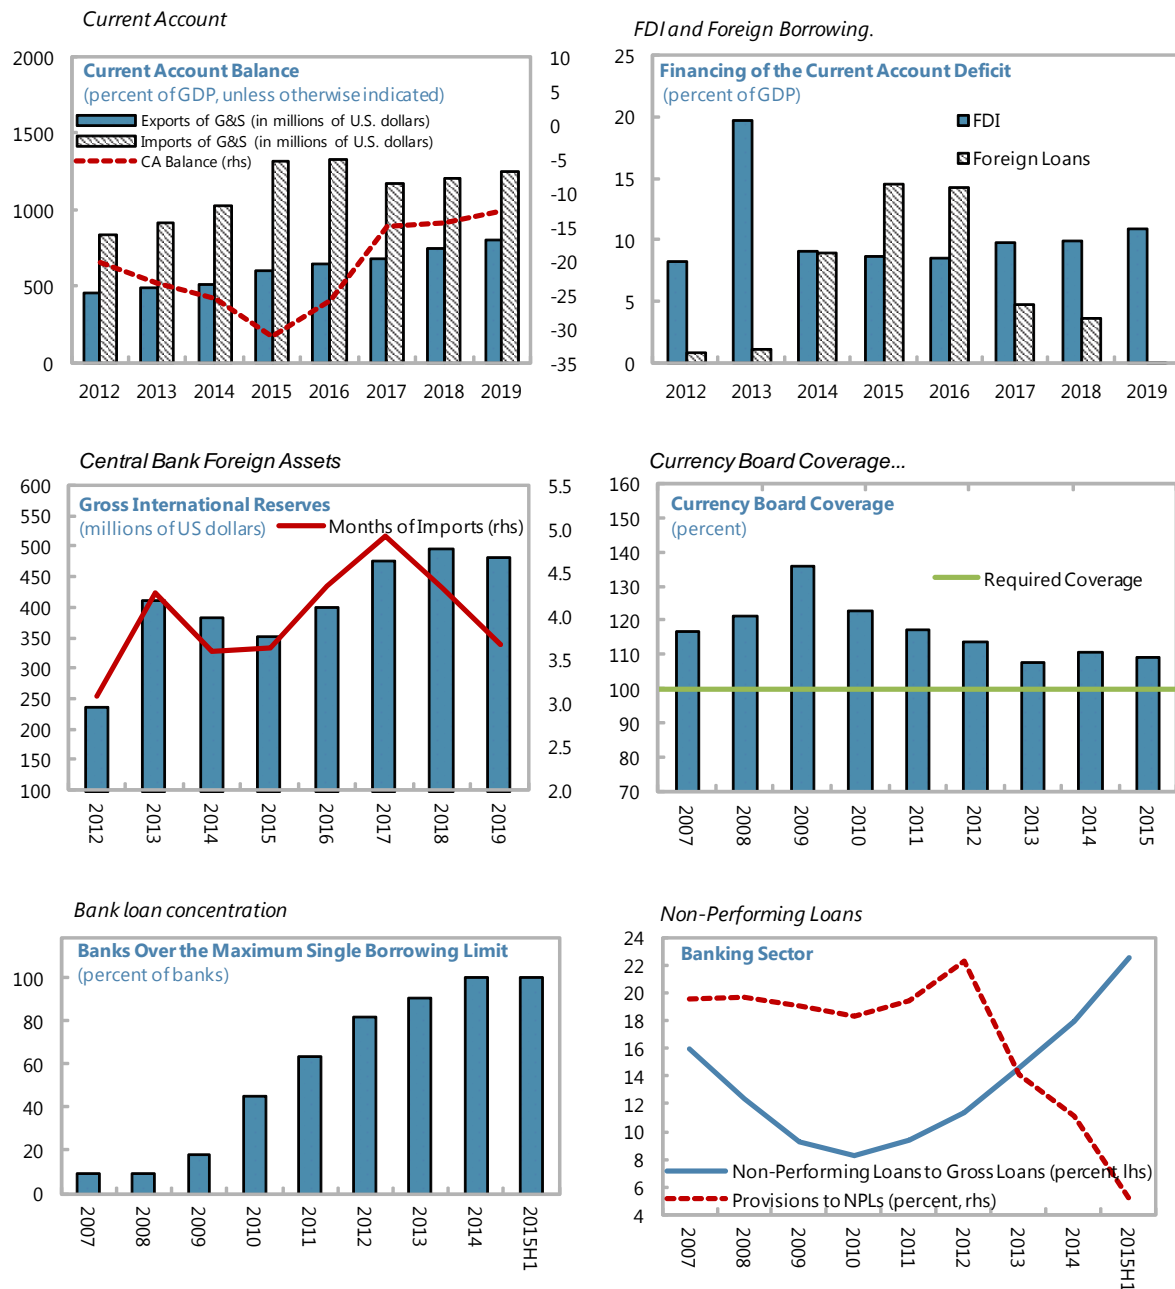 Current Account
Current Account Balance
(percent of GDP, unless otherwise indicated)
Exports of G&S (in millions of U.S. dollars)
Imports of G&S (in millions of U.S. dollars)
CA Balance (rhs)
2000
1500
1000
500
0
10
5
0
-5
-10
-15
-20
-25
-30
-35
2012 2013 2014 2015 2016 2017 2018 2019
FDI and Foreign Borrowing.
Financing of the Current Account Deficit
(percent of GDP)
FDI
Foreign Loans
25
20
15
10
5
0
2012 2013 2014 2015 2016 2017 2018 2019
Central Bank Foreign Assets
Gross International Reserves
(millions of US dollars)
Months of Imports (rhs)
600
550
500
450
400
350
300
250
200
150
100
5.5
5.0
4.5
4.0
3.5
3.0
2.5
2.0
2012 2013 2014 2015 2016 2017 2018 2019
Currency Board Coverage...
Currency Board Coverage
(percent)
Required Coverage
160
150
140
130
120
110
100
90
80
70
2007 2008 2009 2010 2011 2012 2013 2014 2015
Bank loan concentration
Banks Over the Maximum Single Borrowing Limit
(percent of banks)
100
80
60
40
20
0
2007 2008 2009 2010 2011 2012 2013 2014 2015H1
Non-Performing Loans
Banking Sector
24
22
20
18
16
14
12
10
8
6
4
Non-Performing Loans to Gross Loans (percent, lhs)
Provisions to NPLs (percent, rhs)
2007 2008 2009 2010 2011 2012 2013 2014 2015H1